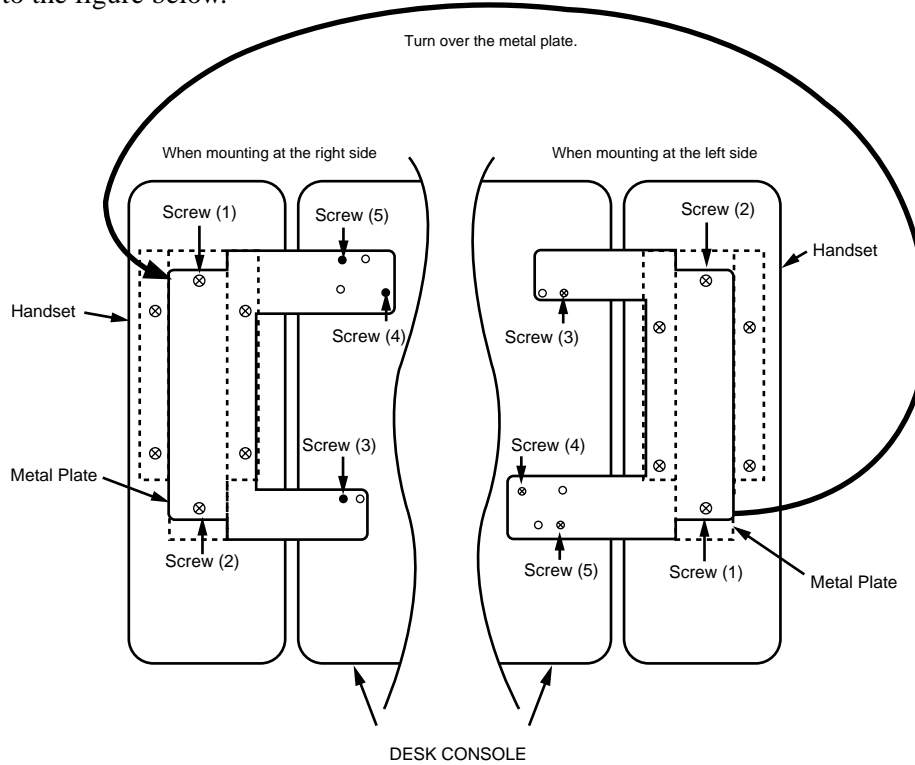 to the figure below.
Turn over the metal plate.
When mounting at the right side
When mounting at the left side
Screw (1)
Screw (5)
Screw (2)
Handset
Handset
Screw (4)
Screw (3)
Screw (3)
Screw (4)
Metal Plate
Screw (2)
Screw (5)
Screw (1)
Metal Plate
DESK CONSOLE